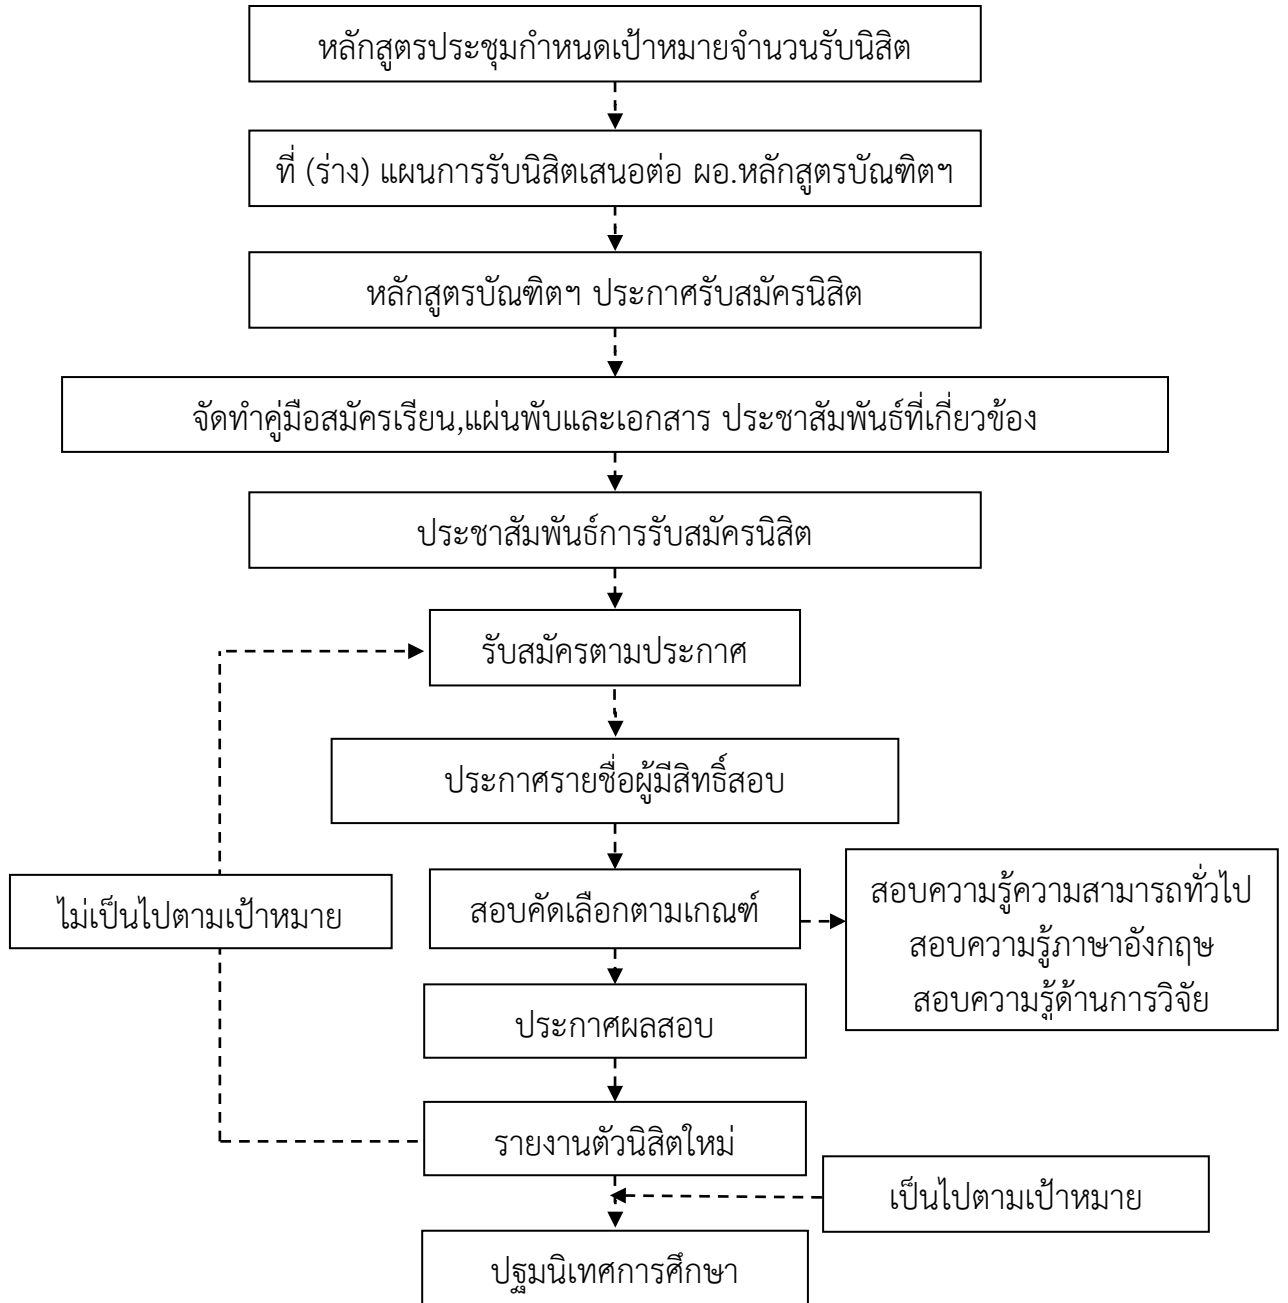 หลักสูตรประชุมกำหนดเป้าหมายจำนวนรับนิสิต
ที่ (ร่าง) แผนการรับนิสิตเสนอต่อ ผอ.หลักสูตรบัณฑิตฯ
หลักสูตรบัณฑิตฯ ประกาศรับสมัครนิสิต
จัดทำคู่มือสมัครเรียน,แผ่นพับและเอกสาร ประชาสัมพันธ์ที่เกี่ยวข้อง
ประชาสัมพันธ์การรับสมัครนิสิต
รับสมัครตามประกาศ
ประกาศรายชื่อผู้มีสิทธิ์สอบ
สอบคัดเลือกตามเกณฑ์
สอบความรู้ความสามารถทั่วไป
สอบความรู้ภาษาอังกฤษ
สอบความรู้ด้านการวิจัย
ไม่เป็นไปตามเป้าหมาย
ประกาศผลสอบ
รายงานตัวนิสิตใหม่
เป็นไปตามเป้าหมาย
ปฐมนิเทศการศึกษา